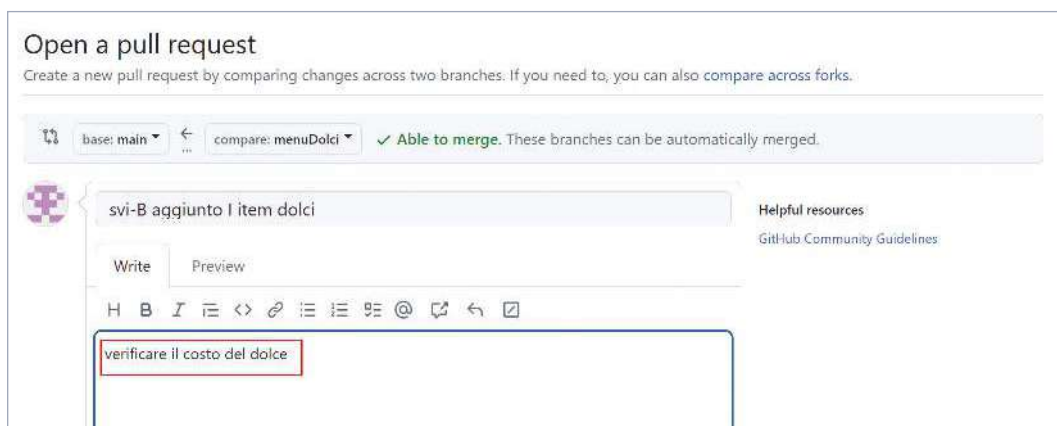 Open a pull request
Create a new pull request by comparing changes across two branches. If you need to, you can also compare across forks.
base: main
compare: menuDolci
Able to merge. These branches can be automatically merged.
svi-B aggiunto I item dolci
Helpful resources
GitHub Community Guidelines
Write
Preview
H B I <> @
verificare il costo del dolce